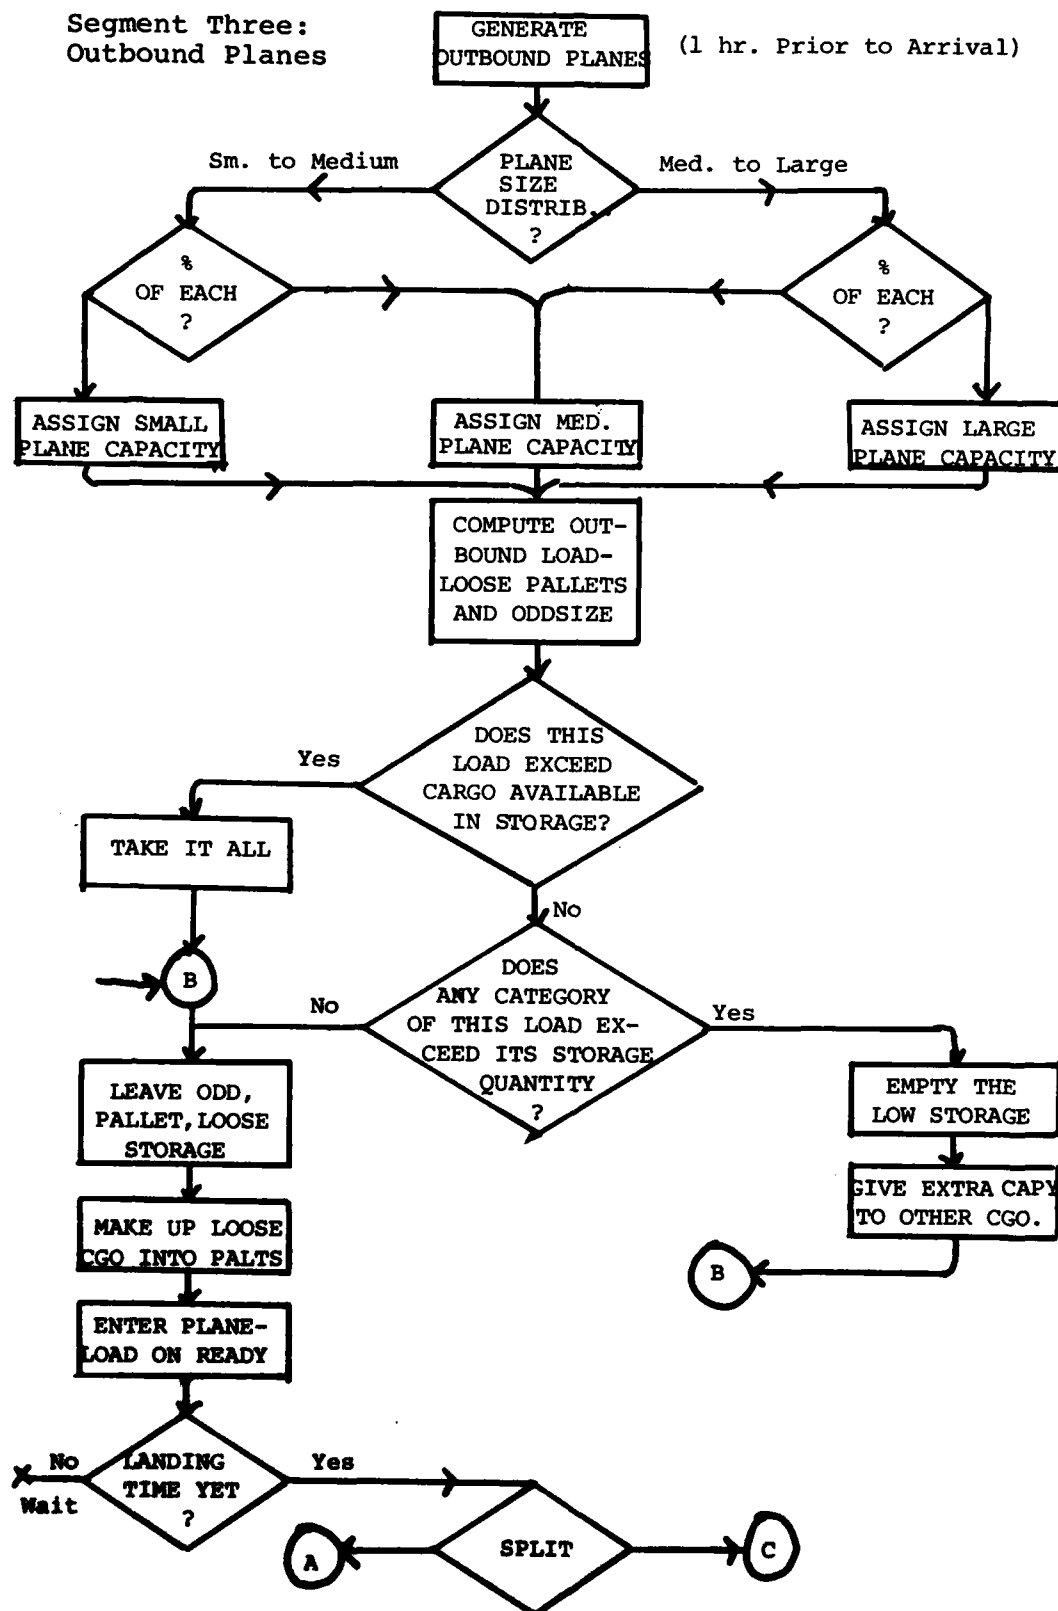 Segment Three:
Outbound Planes
GENERATE
OUTBOUND PLANES
(1 hr. Prior to Arrival)
Sm. to Medium
PLANE
SIZE
DISTRIB.
?
Med. to Large
%
OF EACH
?
%
OF EACH
?
ASSIGN SMALL
PLANE CAPACITY
ASSIGN MED.
PLANE CAPACITY
ASSIGN LARGE
PLANE CAPACITY
COMPUTE OUT-
BOUND LOAD-
LOOSE PALLETS
AND ODDSIZE
Yes
DOES THIS
LOAD EXCEED
CARGO AVAILABLE
IN STORAGE?
TAKE IT ALL
No
B
No
DOES
ANY CATEGORY
OF THIS LOAD EX-
CEED ITS STORAGE
QUANTITY
?
Yes
LEAVE ODD,
PALLET, LOOSE
STORAGE
EMPTY THE
LOW STORAGE
GIVE EXTRA CAPY
TO OTHER CGO.
MAKE UP LOOSE
CGO INTO PALTS
B
ENTER PLANE-
LOAD ON READY
No
Wait
LANDING
TIME YET
?
Yes
A
SPLIT
C